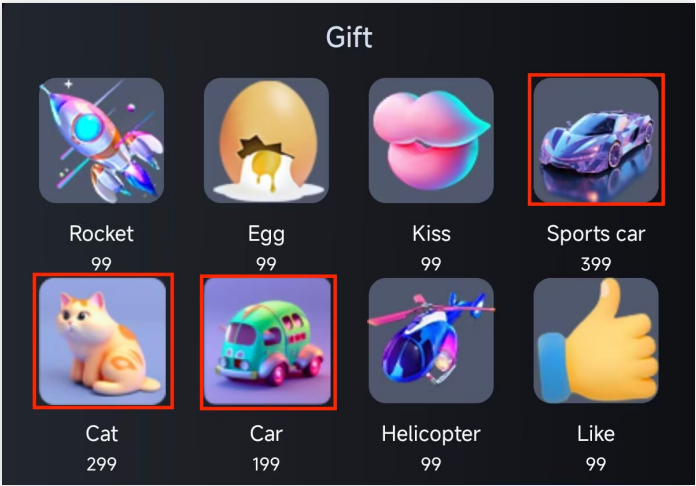 Gift
Rocket Egg Kiss Sports car
99 99 99 399
Cat Car Helicopter Like
299 199 99 99